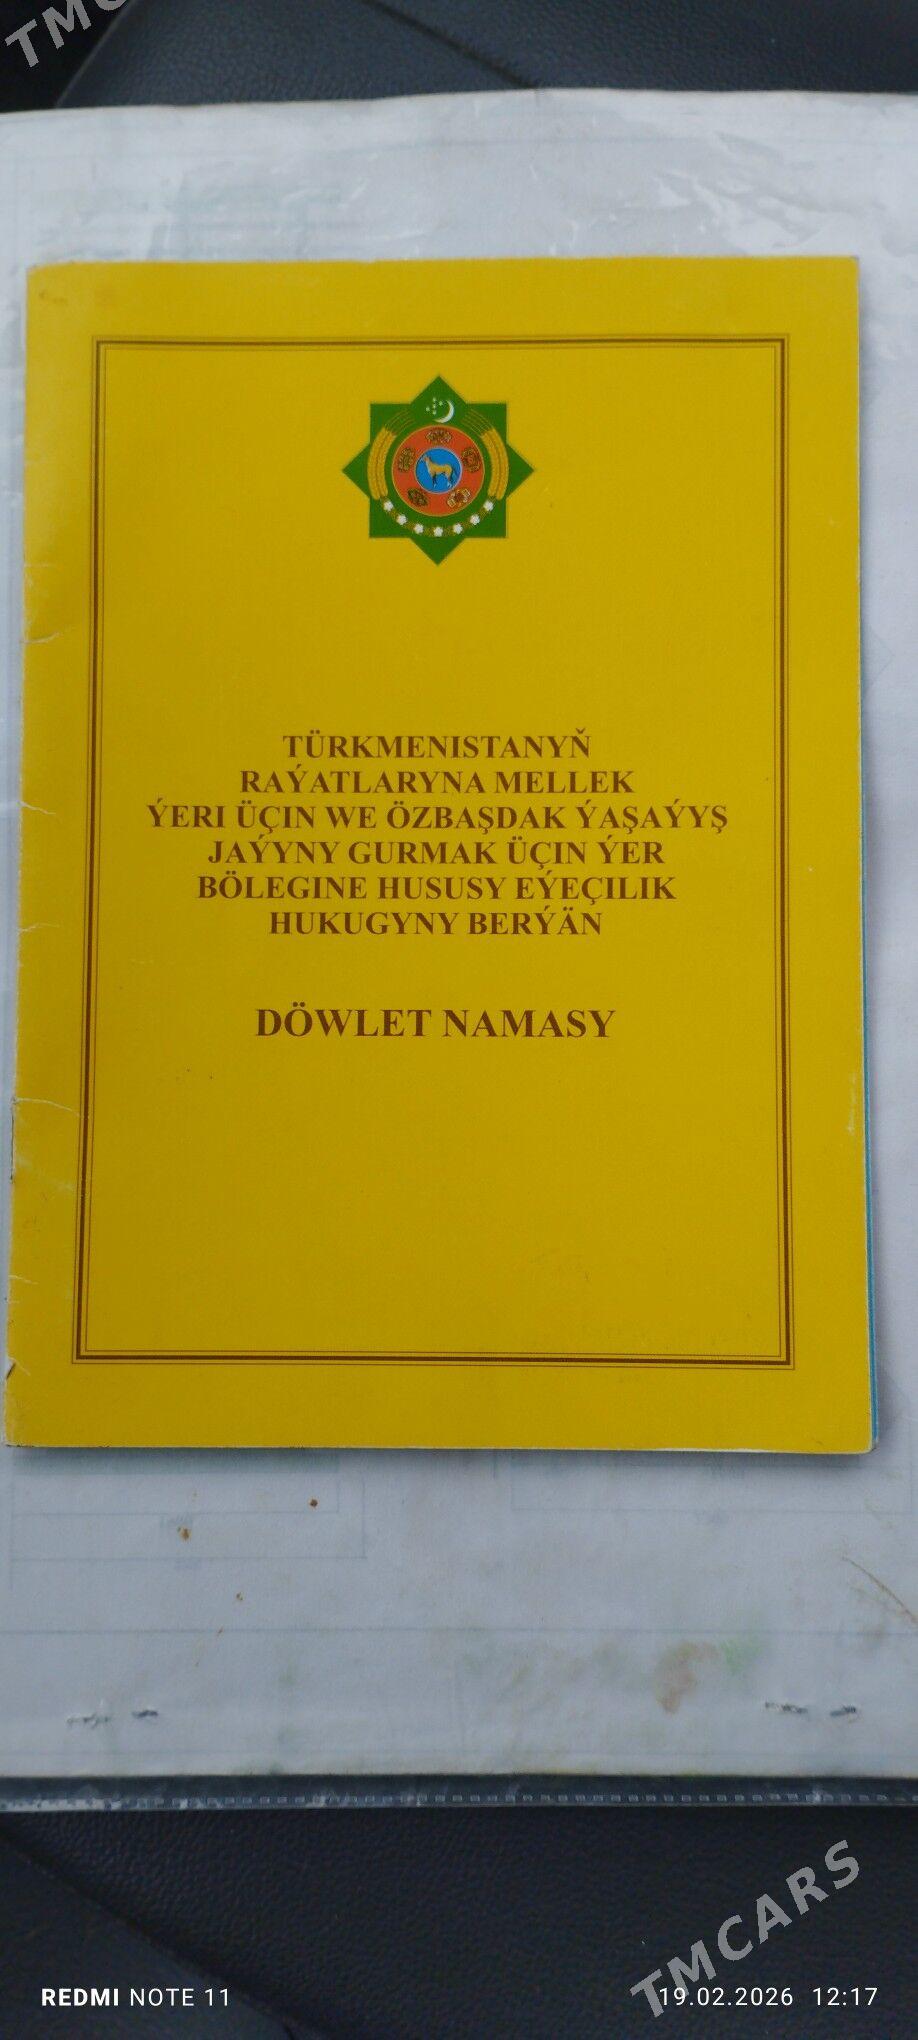 TMC
TÜRKMENISTANYŇ
RAÝATLARYNA MELLEK
ÝERI ÜÇIN WE ÖZBAŞDAK ÝAŞAÝYŞ
JAÝYNY GURMAK ÜÇIN ÝER
BÖLEGINE HUSUSY EÝEÇILIK
HUKUGYNY BERÝÄN
DÖWLET NAMASY
TMCARS
REDMI NOTE 11
19.02.2026 12:17